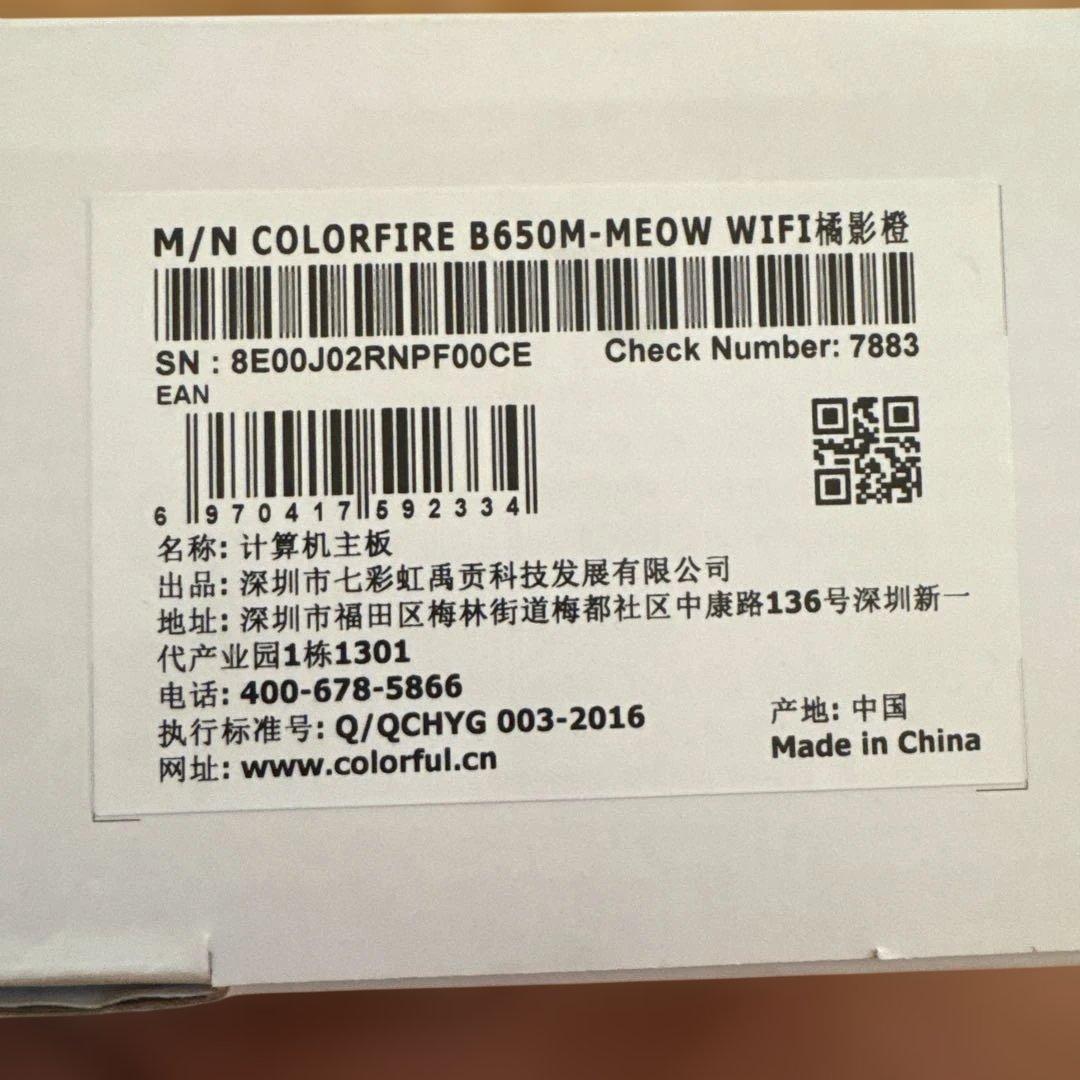 M/N COLORFIRE B650M-MEOW WIFI橘影橙
SN : 8E00J02RNPF00CE
Check Number: 7883
EAN
6 970417 592334
名称: 计算机主板
出品: 深圳市七彩虹禹贡科技发展有限公司
地址: 深圳市福田区梅林街道梅都社区中康路136号深圳新一
代产业园1栋1301
电话: 400-678-5866
执行标准号: Q/QCHYG 003-2016
网址: www.colorful.cn
产地: 中国
Made in China